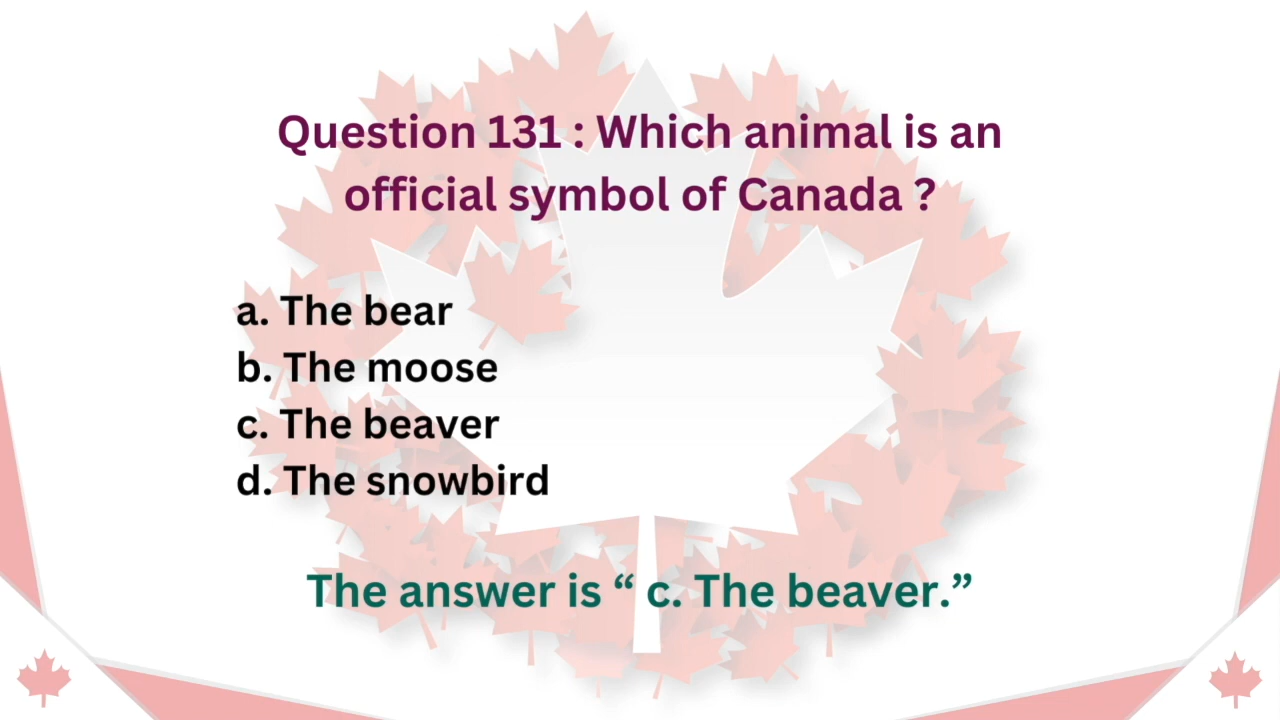 Question 131 : Which animal is an
official symbol of Canada ?
a. The bear
b. The moose
c. The beaver
d. The snowbird
The answer is “ c. The beaver.”